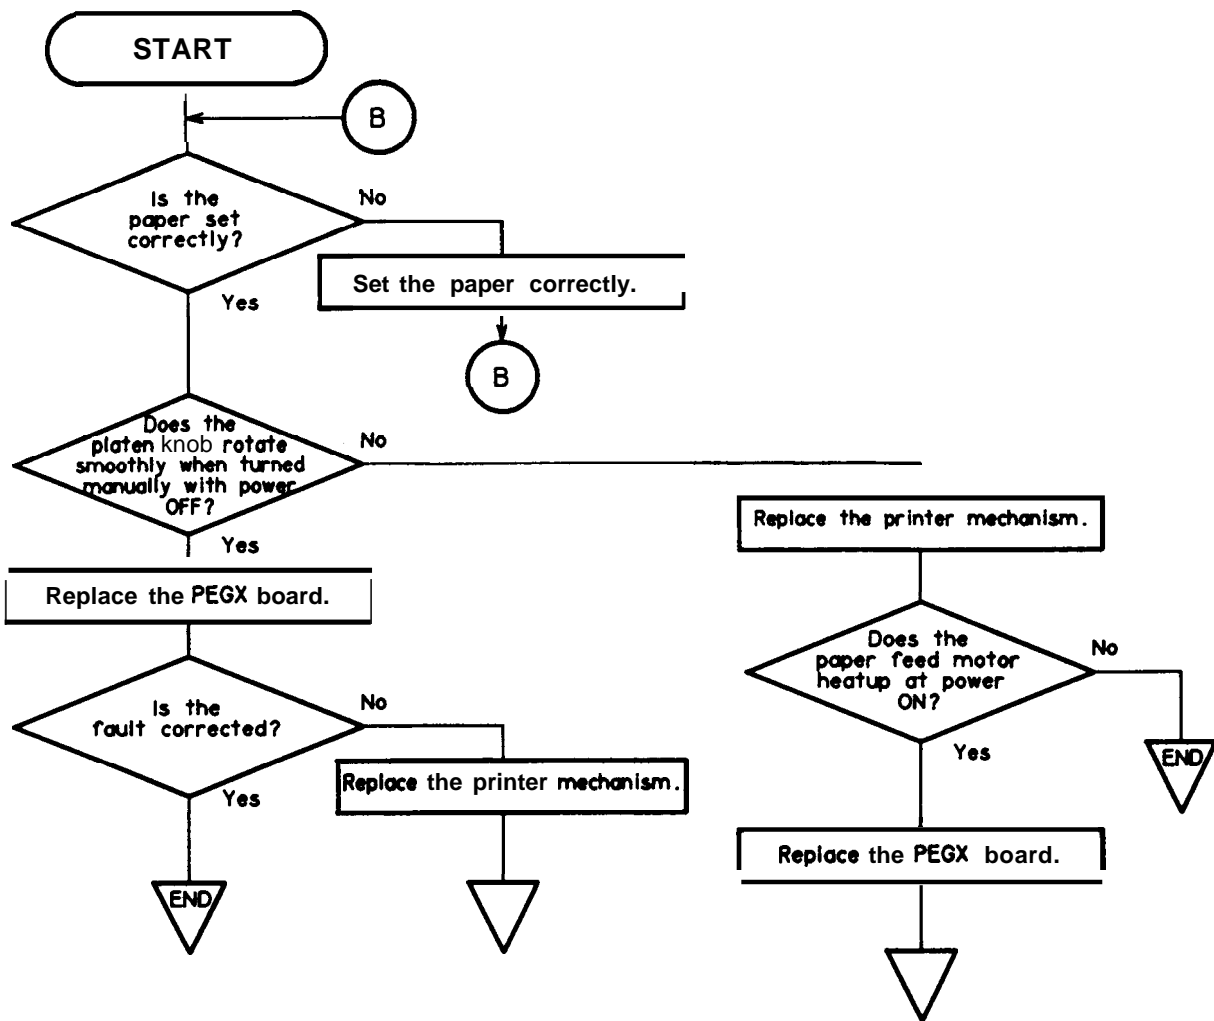 START
B
Is the
paper set
correctly?
No
Set the paper correctly.
B
Yes
Does the
platen knob rotate
smoothly when turned
manually with power
OFF?
No
Yes
Replace the PEGX board.
Is the
fault corrected?
No
Replace the printer mechanism.
Yes
END
Replace the printer mechanism.
Does the
paper feed motor
heatup at power
ON?
No
END
Yes
Replace the PEGX board.